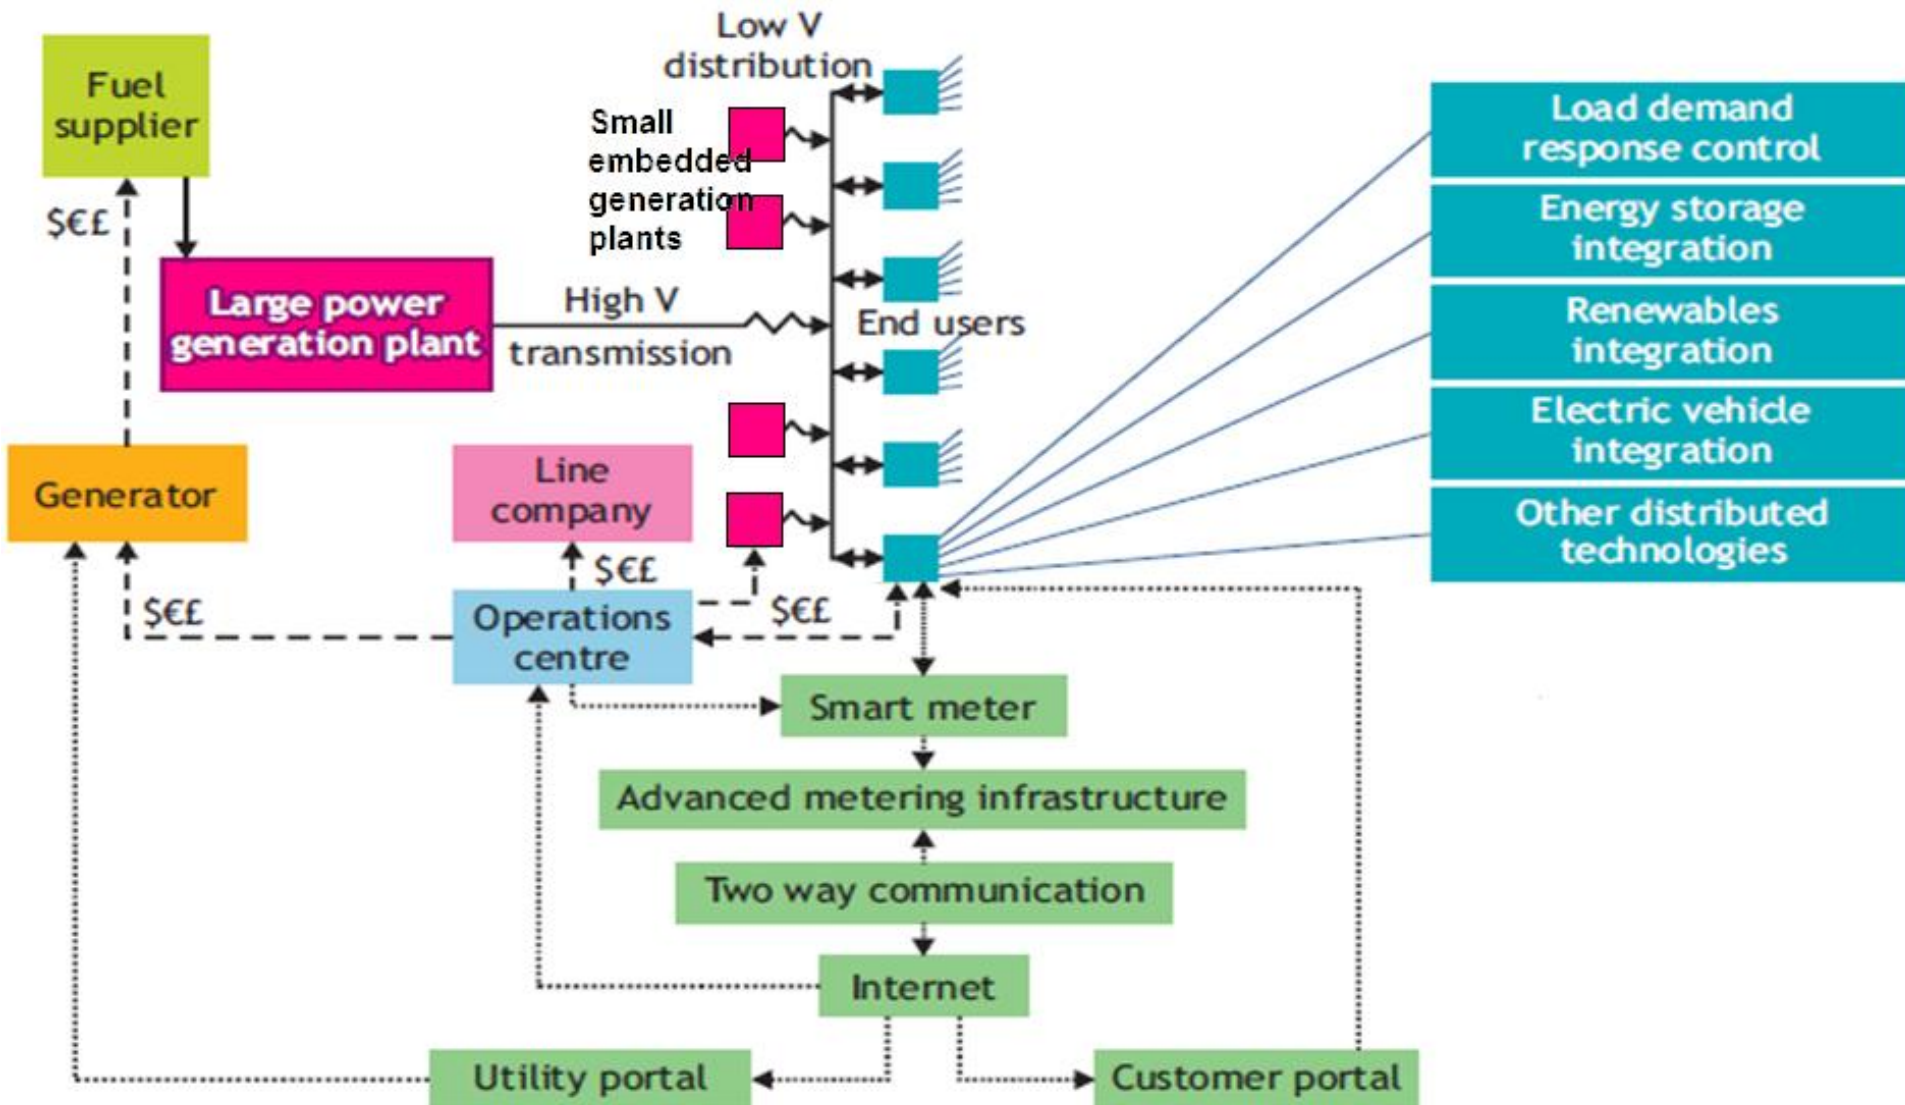 Low V
distribution
Fuel
supplier
Small
embedded
generation
plants
$€£
Large power
generation plant
High V
transmission
End users
Load demand
response control
Energy storage
integration
Renewables
integration
Electric vehicle
integration
Other distributed
technologies
Generator
Line
company
$€£
$€£
$€£
Operations
centre
Smart meter
Advanced metering infrastructure
Two way communication
Internet
Utility portal
Customer portal